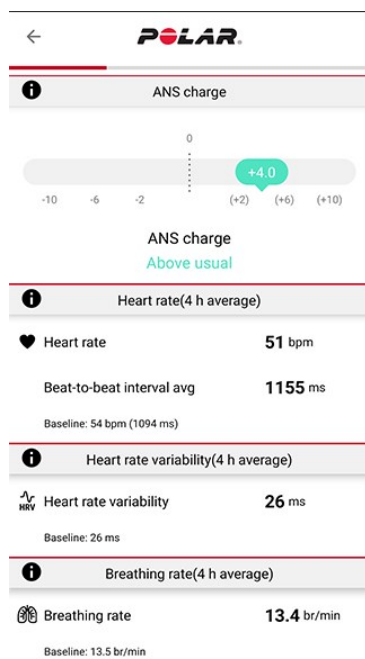 POLAR.
ANS charge
0
+4.0
-10 -6 -2 (+2) (+6) (+10)
ANS charge
Above usual
Heart rate(4 h average)
Heart rate 51 bpm
Beat-to-beat interval avg 1155 ms
Baseline: 54 bpm (1094 ms)
Heart rate variability(4 h average)
HRV Heart rate variability 26 ms
Baseline: 26 ms
Breathing rate(4 h average)
Breathing rate 13.4 br/min
Baseline: 13.5 br/min